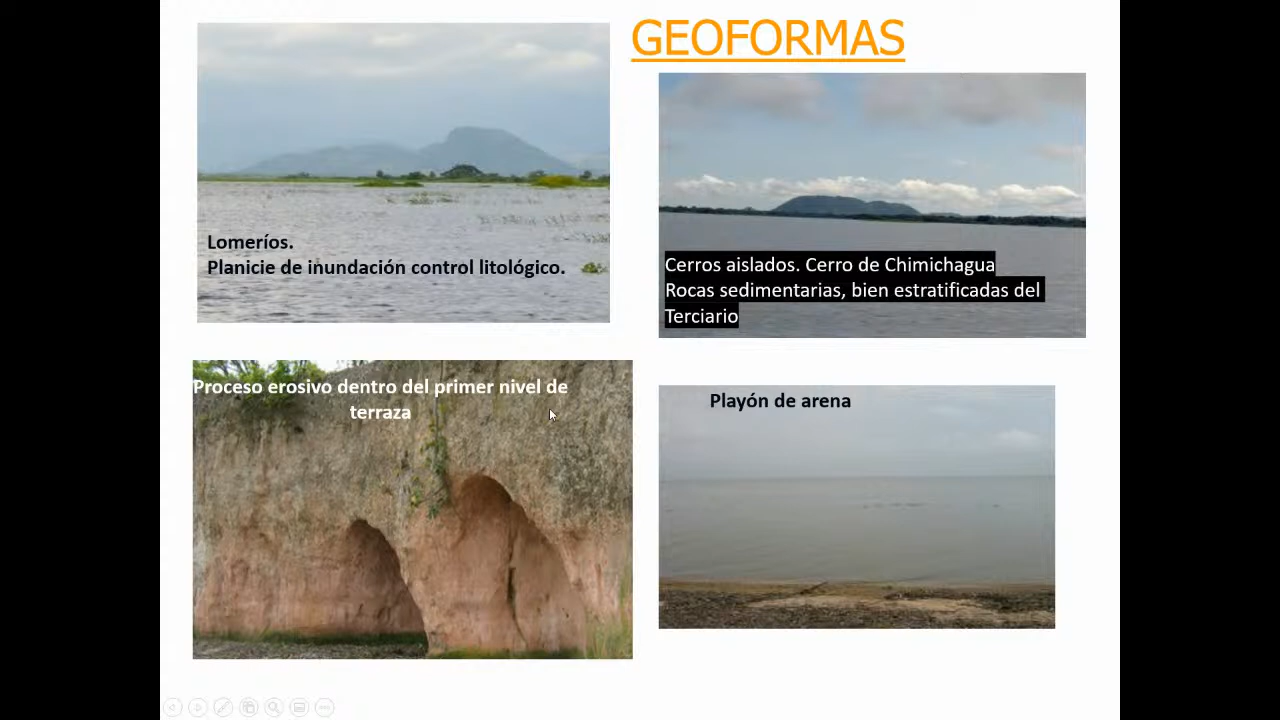 GEOFORMAS
Lomeríos.
Planicie de inundación control litológico.
Cerros aislados. Cerro de Chimichagua
Rocas sedimentarias, bien estratificadas del
Terciario
Proceso erosivo dentro del primer nivel de
terraza
Playón de arena